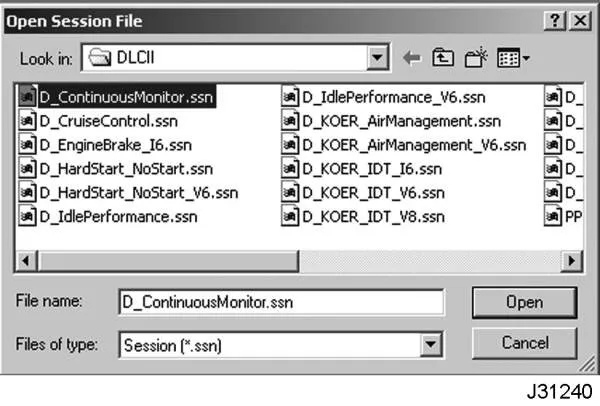 Open Session File
Look in: DLCII
D_ContinuousMonitor.ssn
D_CruiseControl.ssn
D_EngineBrake_I6.ssn
D_HardStart_NoStart.ssn
D_HardStart_NoStart_V6.ssn
D_IdlePerformance.ssn
D_IdlePerformance_V6.ssn
D_KOER_AirManagement.ssn
D_KOER_AirManagement_V6.ssn
D_KOER_IDT_I6.ssn
D_KOER_IDT_V6.ssn
D_KOER_IDT_V8.ssn
D_
D_
D_
D_
D_
PP
File name: D_ContinuousMonitor.ssn Open
Files of type: Session (*.ssn) Cancel
J31240